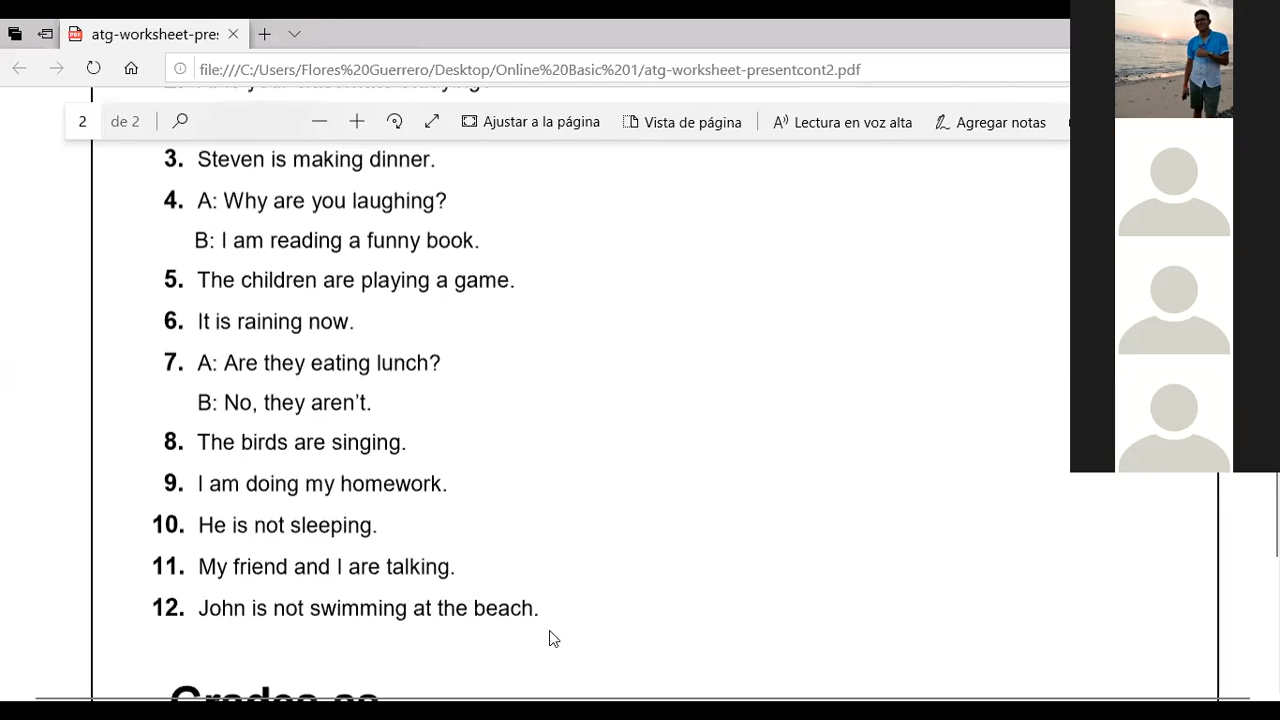 atg-worksheet-pres
file:///C:/Users/Flores%20Guerrero/Desktop/Online%20Basic%201/atg-worksheet-presentcont2.pdf
2 de 2
Ajustar a la página
Vista de página
Lectura en voz alta
Agregar notas
3. Steven is making dinner.
4. A: Why are you laughing?
B: I am reading a funny book.
5. The children are playing a game.
6. It is raining now.
7. A: Are they eating lunch?
B: No, they aren’t.
8. The birds are singing.
9. I am doing my homework.
10. He is not sleeping.
11. My friend and I are talking.
12. John is not swimming at the beach.